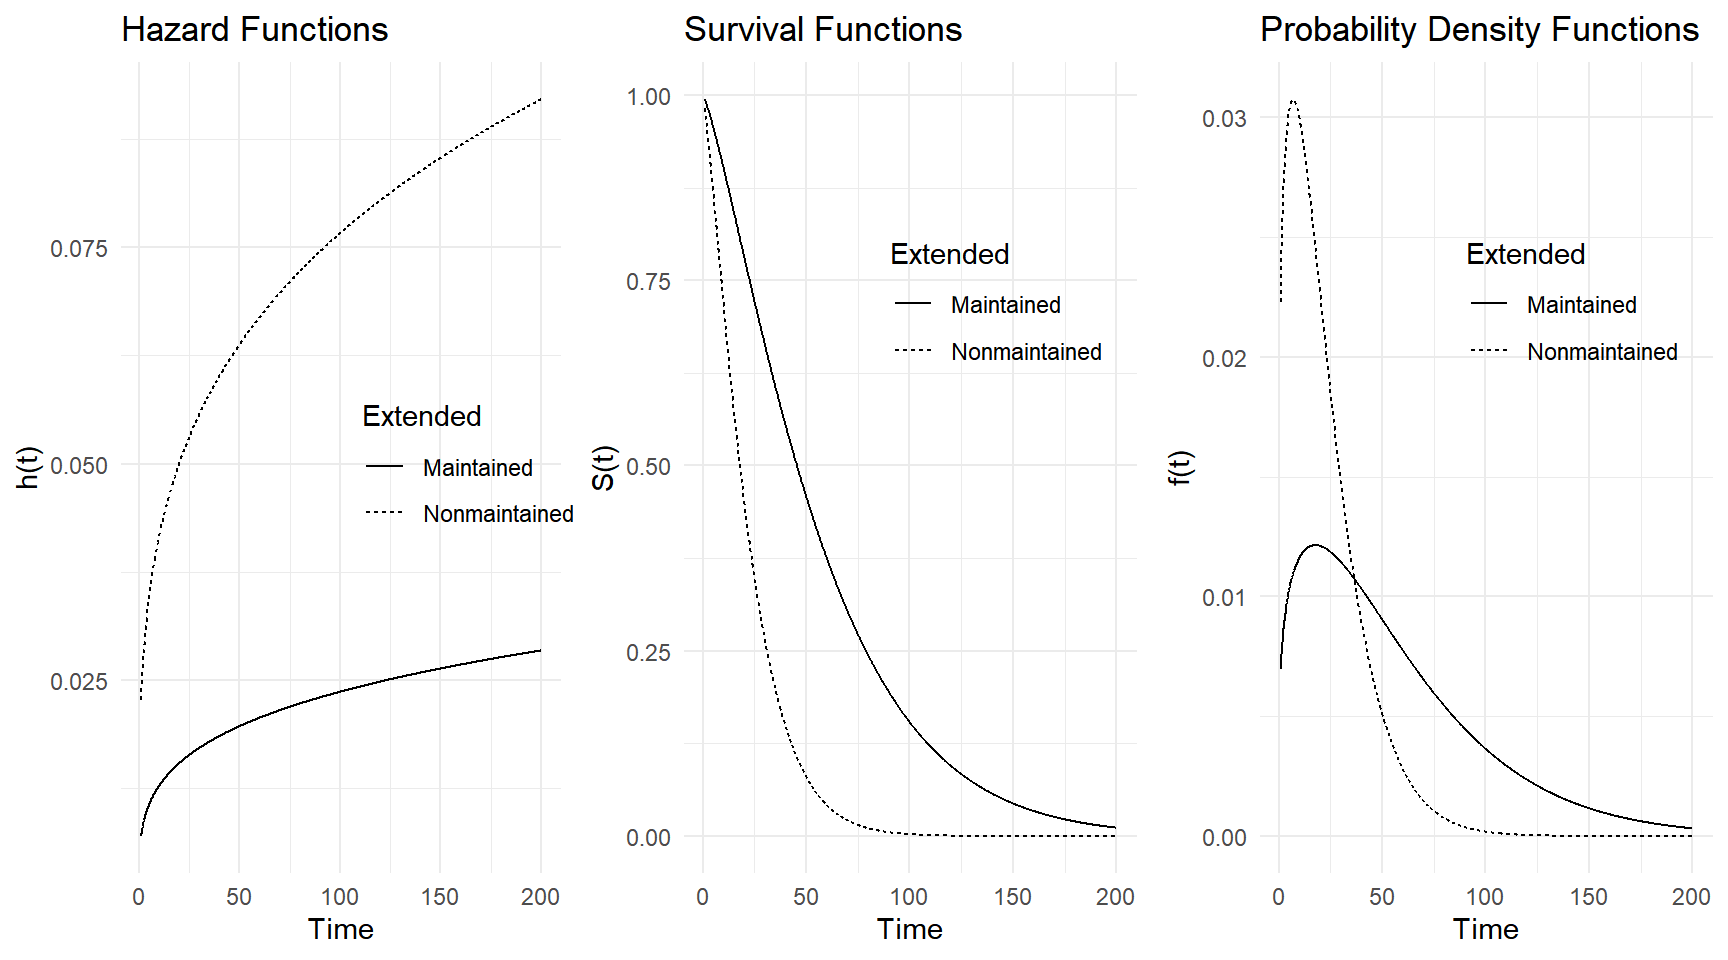 Hazard Functions
h(t)
0.075
0.050
0.025
Extended
Maintained
Nonmaintained
0 50 100 150 200
Time
Survival Functions
S(t)
1.00
0.75
0.50
0.25
0.00
Extended
Maintained
Nonmaintained
0 50 100 150 200
Time
Probability Density Functions
f(t)
0.03
0.02
0.01
0.00
Extended
Maintained
Nonmaintained
0 50 100 150 200
Time